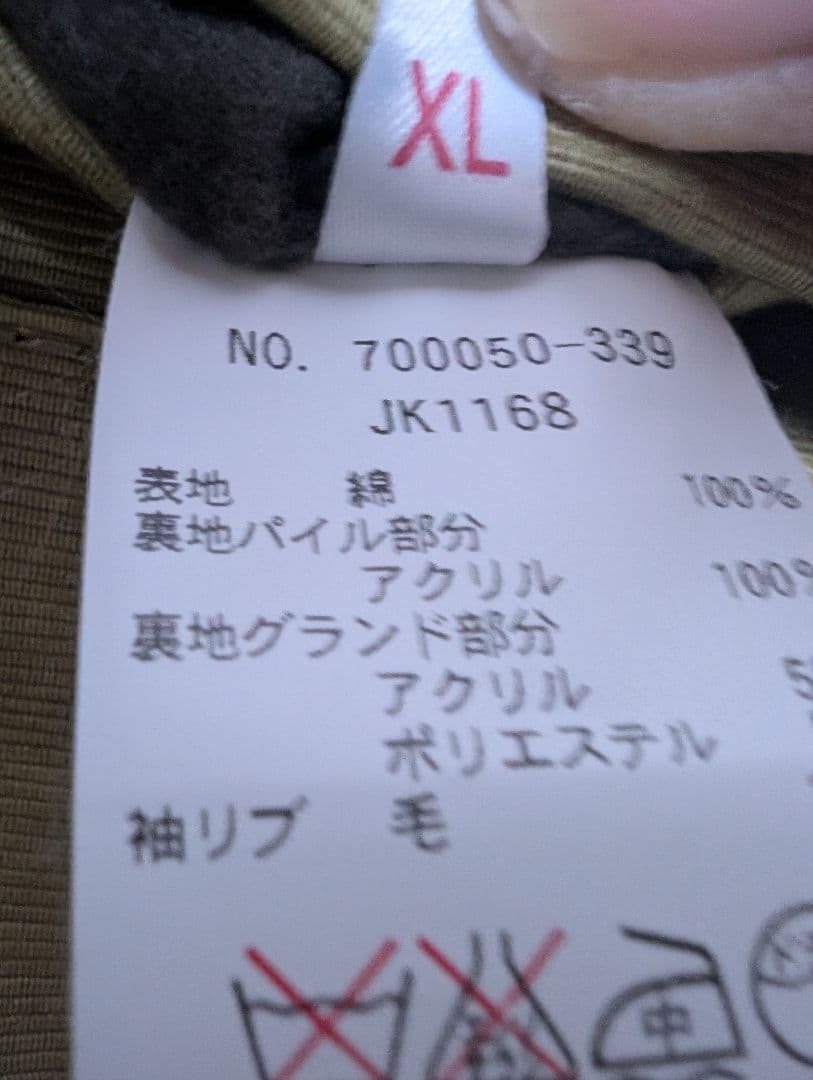 XL
NO. 700050-339
JK1168
表地 綿 100%
裏地パイル部分
アクリル 100%
裏地グランド部分
アクリル
ポリエステル
袖リブ 毛
中